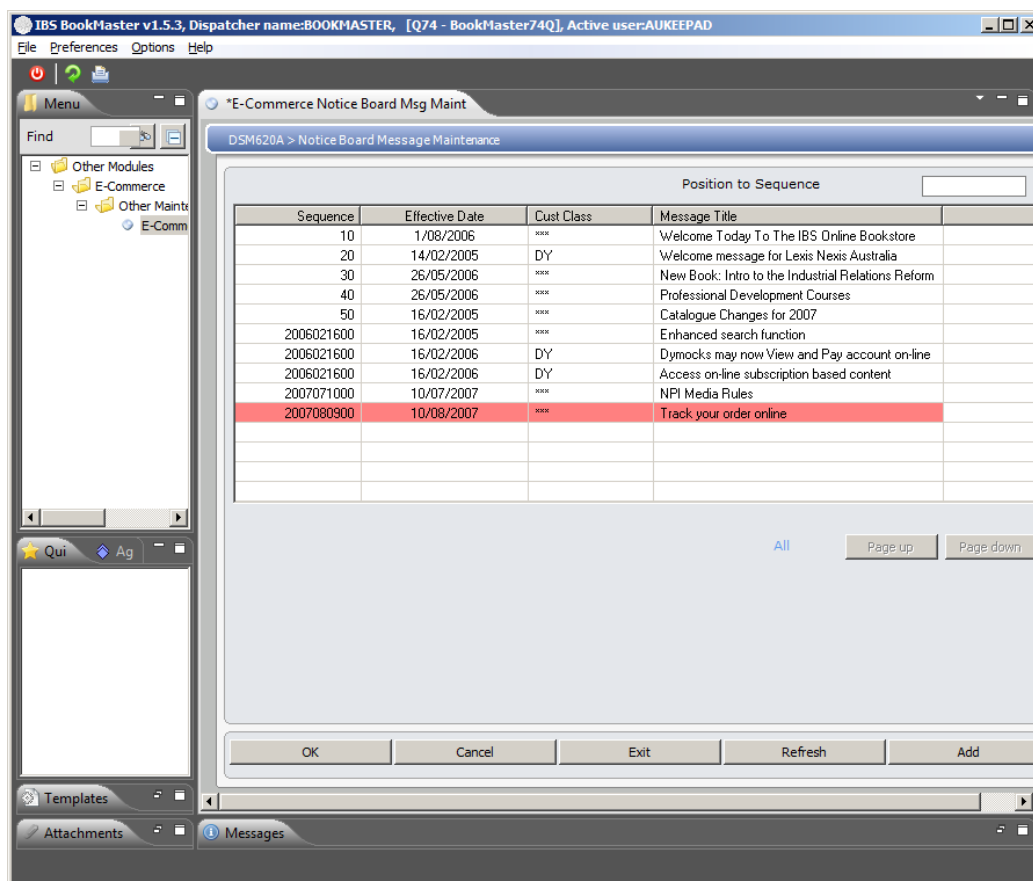 IBS BookMaster v1.5.3, Dispatcher name:BOOKMASTER, [Q74 - BookMaster74Q], Active user:AUKEEPAD
File Preferences Options Help
Menu
*E-Commerce Notice Board Msg Maint
Find
DSM620A > Notice Board Message Maintenance
Other Modules
E-Commerce
Other Mainte
E-Comm
Position to Sequence
Sequence Effective Date Cust Class Message Title
10 1/08/2006 *** Welcome Today To The IBS Online Bookstore
20 14/02/2005 DY Welcome message for Lexis Nexis Australia
30 26/05/2006 *** New Book: Intro to the Industrial Relations Reform
40 26/05/2006 *** Professional Development Courses
50 16/02/2005 *** Catalogue Changes for 2007
2006021600 16/02/2005 *** Enhanced search function
2006021600 16/02/2006 DY Dymocks may now View and Pay account on-line
2006021600 16/02/2006 DY Access on-line subscription based content
2007071000 10/07/2007 *** NPI Media Rules
2007080900 10/08/2007 *** Track your order online
All Page up Page down
Qui Ag
OK Cancel Exit Refresh Add
Templates
Attachments
Messages